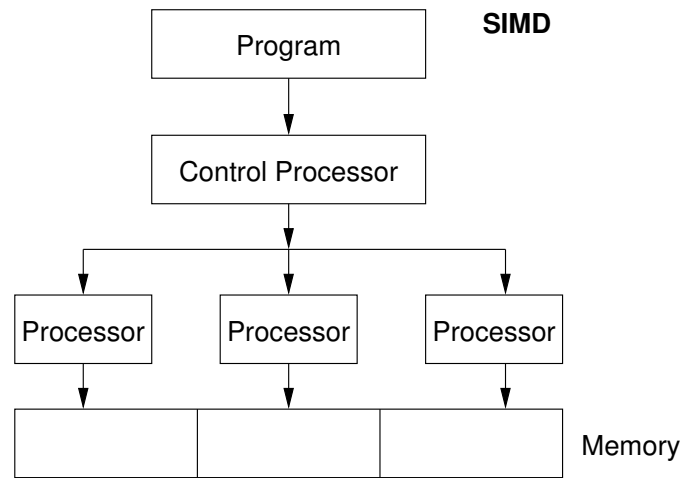 SIMD
Program
Control Processor
Processor
Processor
Processor
Memory